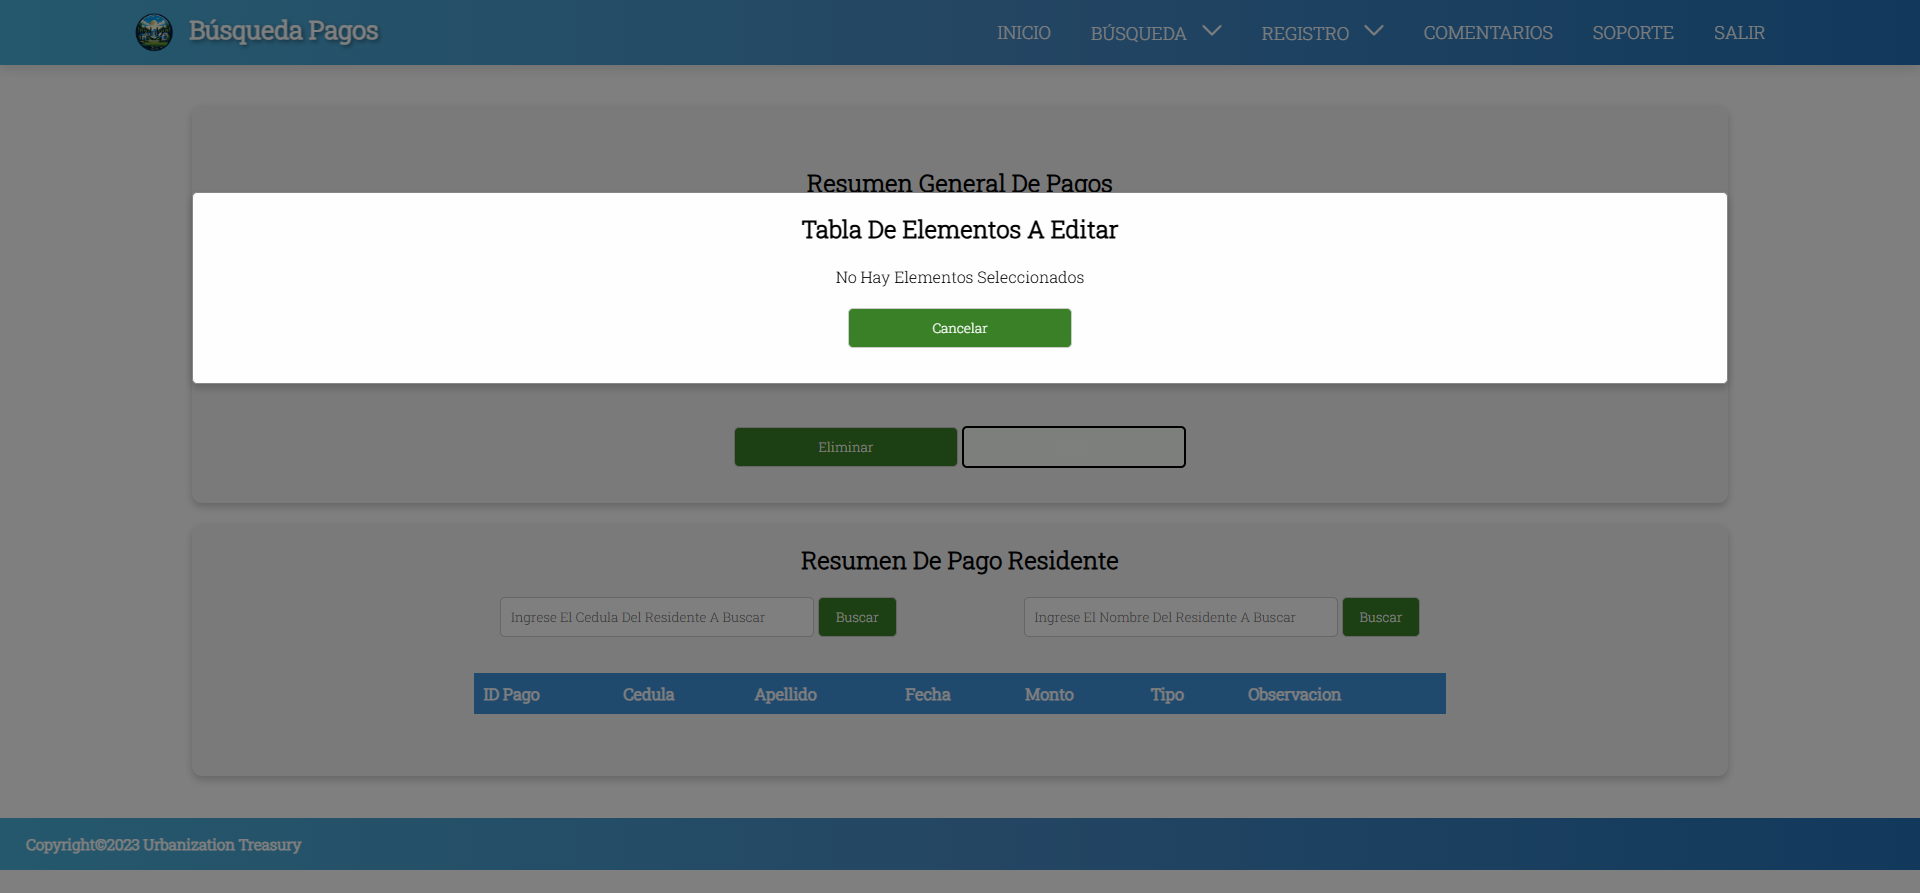 Búsqueda Pagos
INICIO
BÚSQUEDA
REGISTRO
COMENTARIOS
SOPORTE
SALIR
Resumen General De Pagos
Tabla De Elementos A Editar
No Hay Elementos Seleccionados
Cancelar
Eliminar
Resumen De Pago Residente
Ingrese El Cedula Del Residente A Buscar
Buscar
Ingrese El Nombre Del Residente A Buscar
Buscar
ID Pago Cedula Apellido Fecha Monto Tipo Observacion
Copyright©2023 Urbanization Treasury